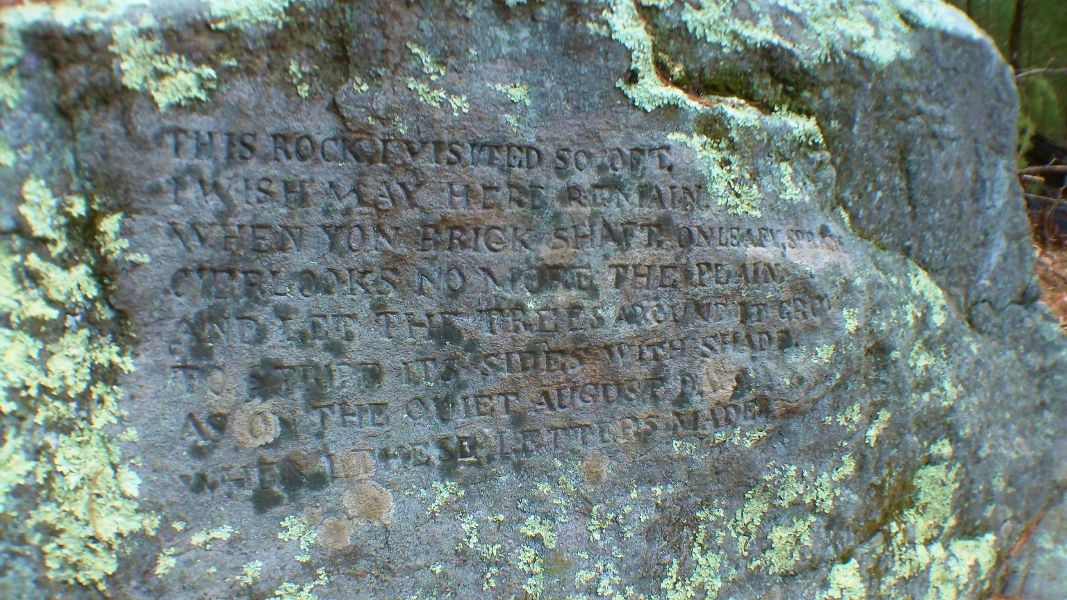 THIS ROCK I VISITED SO OFT,
I WISH MAY HERE REMAIN.
WHEN YON BRICK SHAFT, ON LEAFY
O'ERLOOKS NO MORE THE PLAIN.
AND LET THE TREES AROUND IT GROW
TO STRIPE ITS SIDES WITH SHADE.
AS ON THE QUIET AUGUST
WHEN I THESE LETTERS MADE.